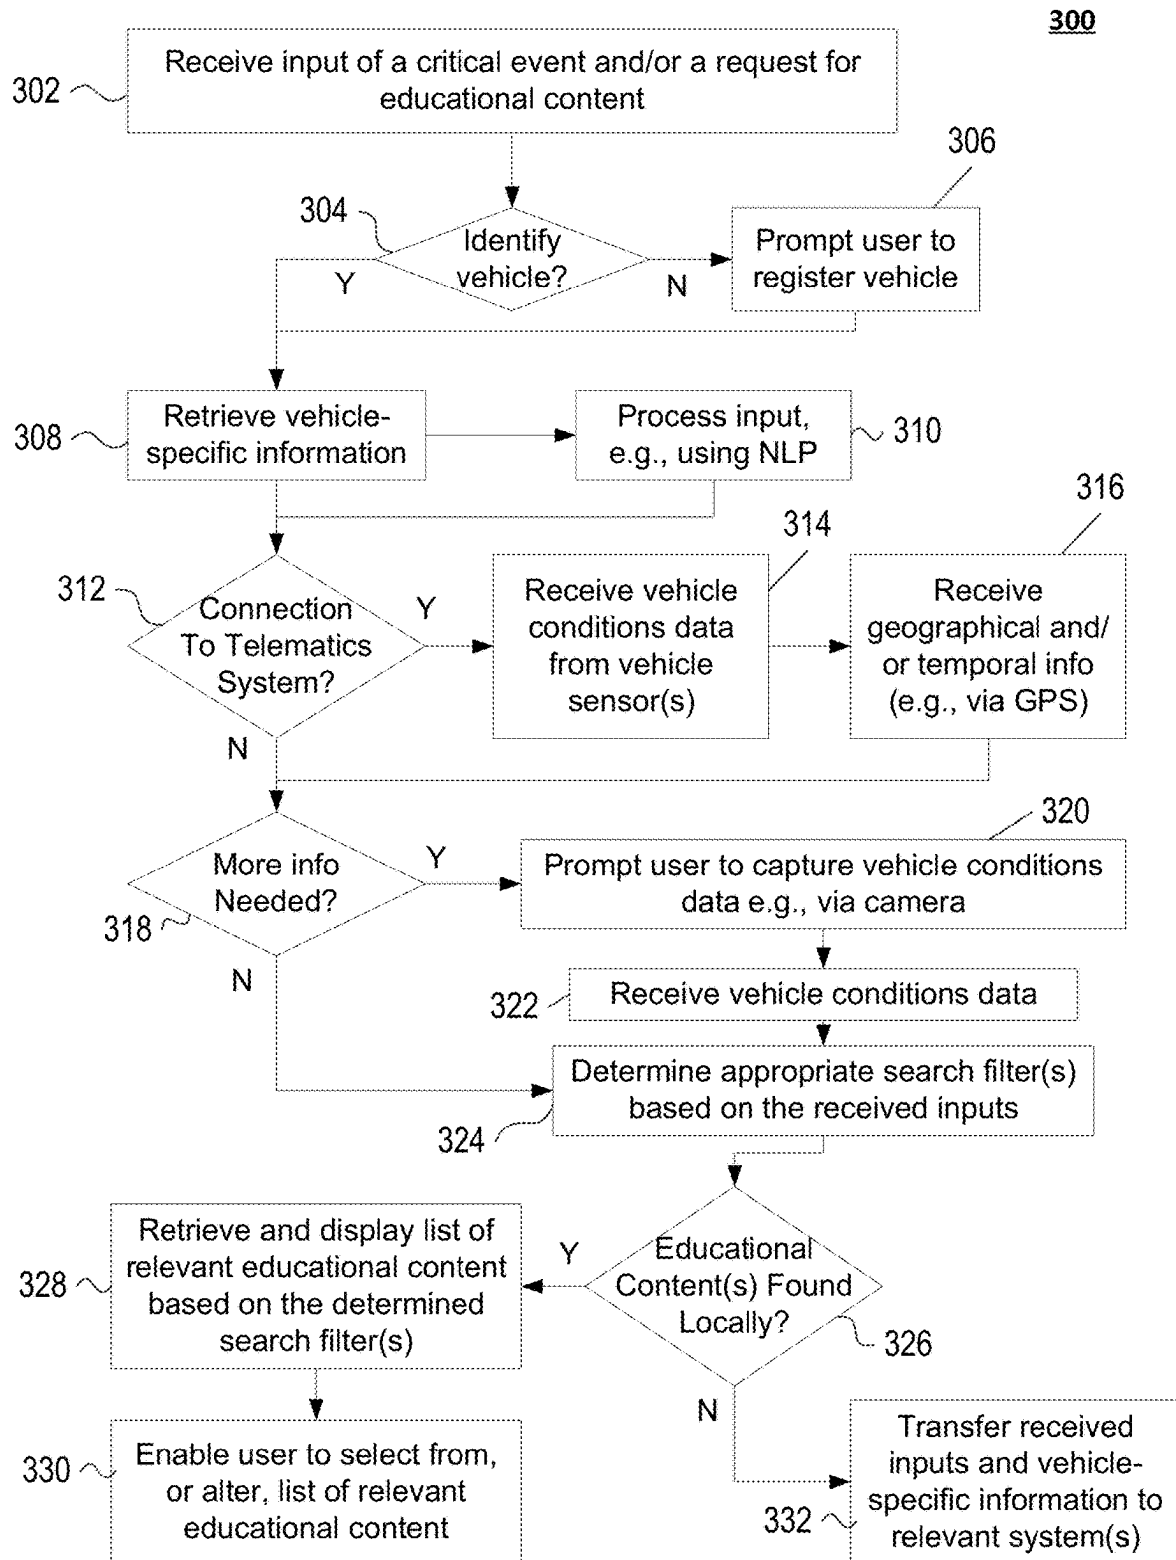 300
Receive input of a critical event and/or a request for
educational content
302
306
304
Identify
vehicle?
Prompt user to
register vehicle
Y
N
308
Retrieve vehicle-
specific information
Process input,
e.g., using NLP
310
316
314
312
Connection
To Telematics
System?
Y
Receive vehicle
conditions data
from vehicle
sensor(s)
Receive
geographical and/
or temporal info
(e.g., via GPS)
N
320
More info
Needed?
Y
Prompt user to capture vehicle conditions
data e.g., via camera
318
N
322
Receive vehicle conditions data
Determine appropriate search filter(s)
based on the received inputs
324
328
Retrieve and display list of
relevant educational content
based on the determined
search filter(s)
Y
Educational
Content(s) Found
Locally?
326
N
330
Enable user to select from,
or alter, list of relevant
educational content
Transfer received
inputs and vehicle-
specific information to
relevant system(s)
332